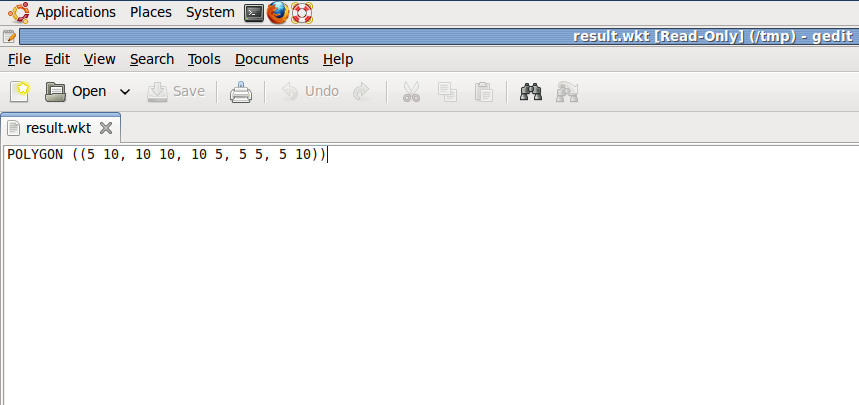 Applications Places System
result.wkt [Read-Only] (/tmp) - gedit
File Edit View Search Tools Documents Help
Open Save Undo
result.wkt
POLYGON ((5 10, 10 10, 10 5, 5 5, 5 10))